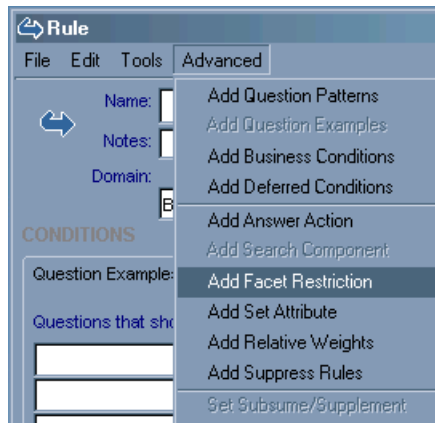 Rule
File Edit Tools Advanced
Name:
Notes:
Domain:
B
CONDITIONS
Question Example
Questions that sho
Add Question Patterns
Add Question Examples
Add Business Conditions
Add Deferred Conditions
Add Answer Action
Add Search Component
Add Facet Restriction
Add Set Attribute
Add Relative Weights
Add Suppress Rules
Set Subsume/Supplement